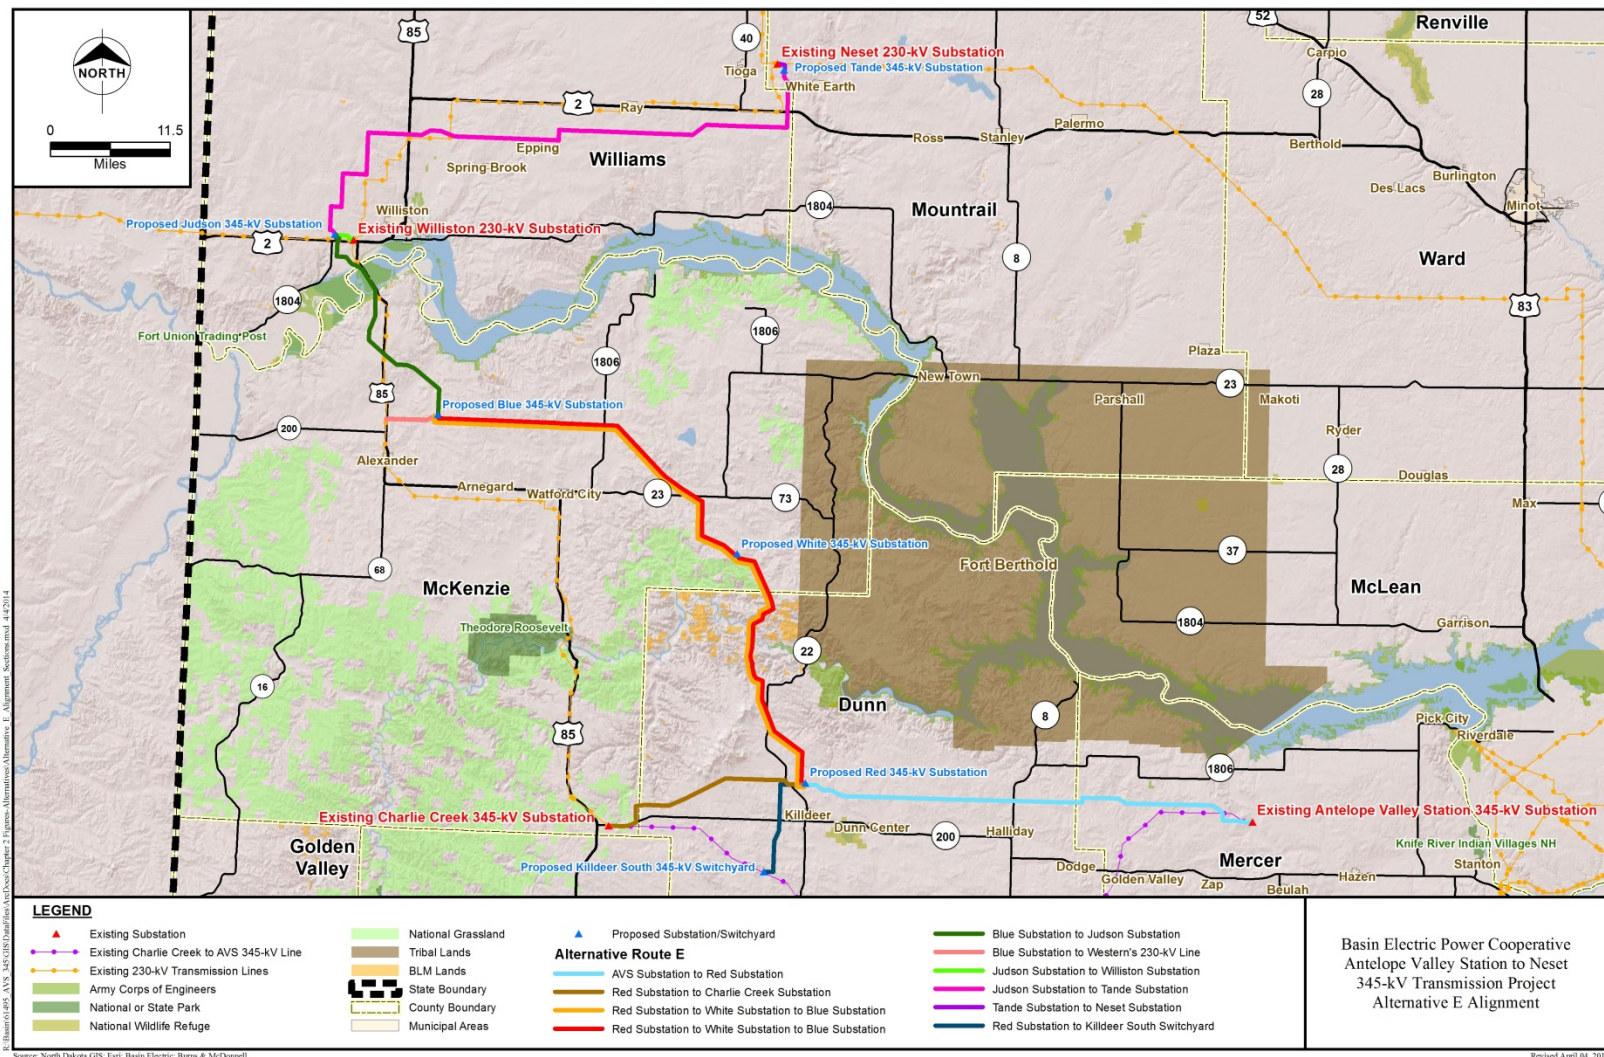 NORTH
0 11.5
Miles
85
40
52
Renville
Carpio
Existing Neset 230-kV Substation
Proposed Tande 345-kV Substation
Tioga
White Earth
28
2
Ray
Palermo
Ross
Stanley
Berthold
Epping
Williams
Spring Brook
Burlington
Des Lacs
Minot
Williston
1804
Mountrail
Proposed Judson 345-kV Substation
Existing Williston 230-kV Substation
2
8
Ward
1804
83
Fort Union Trading Post
1806
1806
Plaza
New Town
23
85
Parshall
Makoti
Proposed Blue 345-kV Substation
200
Ryder
Alexander
28
Douglas
Arnegard
Watford City
23
73
Max
Proposed White 345-kV Substation
37
Fort Berthold
68
McKenzie
McLean
Theodore Roosevelt
1804
Garrison
22
16
Dunn
8
Pick City
Riverdale
85
Proposed Red 345-kV Substation
1806
Existing Charlie Creek 345-kV Substation
Killdeer
Existing Antelope Valley Station 345-kV Substation
Dunn Center
200
Halliday
Golden
Valley
Knife River Indian Villages NH
Proposed Killdeer South 345-kV Switchyard
Mercer
Stanton
Dodge
Golden Valley
Zap
Hazen
Beulah
LEGEND
Existing Substation
Existing Charlie Creek to AVS 345-kV Line
Existing 230-kV Transmission Lines
Army Corps of Engineers
National or State Park
National Wildlife Refuge
National Grassland
Tribal Lands
BLM Lands
State Boundary
County Boundary
Municipal Areas
Proposed Substation/Switchyard
Alternative Route E
AVS Substation to Red Substation
Red Substation to Charlie Creek Substation
Red Substation to White Substation to Blue Substation
Red Substation to White Substation to Blue Substation
Blue Substation to Judson Substation
Blue Substation to Western's 230-kV Line
Judson Substation to Williston Substation
Judson Substation to Tande Substation
Tande Substation to Neset Substation
Red Substation to Killdeer South Switchyard
Basin Electric Power Cooperative
Antelope Valley Station to Neset
345-kV Transmission Project
Alternative E Alignment
Source: North Dakota GIS; Esri; Basin Electric; Burns & McDonnell
Revised April 04, 201